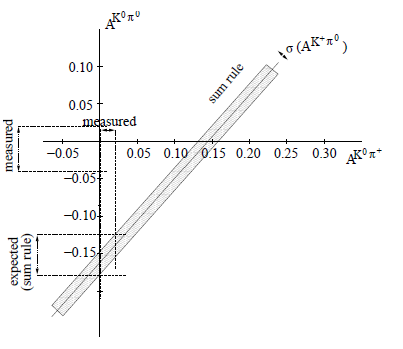 A^{K^0π^0}
σ (A^{K^+π^0})
sum rule
0.10
0.05
measured
measured
−0.05
0.05
0.10
0.15
0.20
0.25
0.30
A^{K^0π^+}
−0.05
−0.10
−0.15
expected
(sum rule)